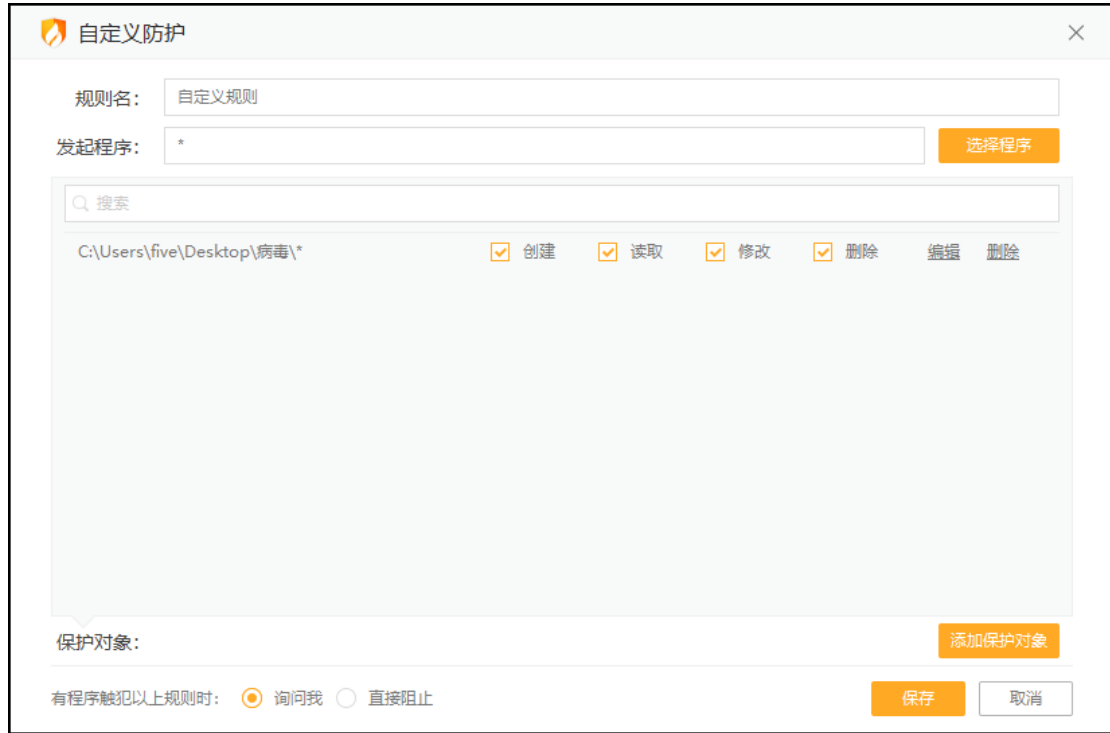 自定义防护
规则名： 自定义规则
发起程序： * 选择程序
搜索
C:\Users\five\Desktop\病毒\* 创建 读取 修改 删除 编辑 删除
保护对象： 添加保护对象
有程序触犯以上规则时： 询问我 直接阻止 保存 取消